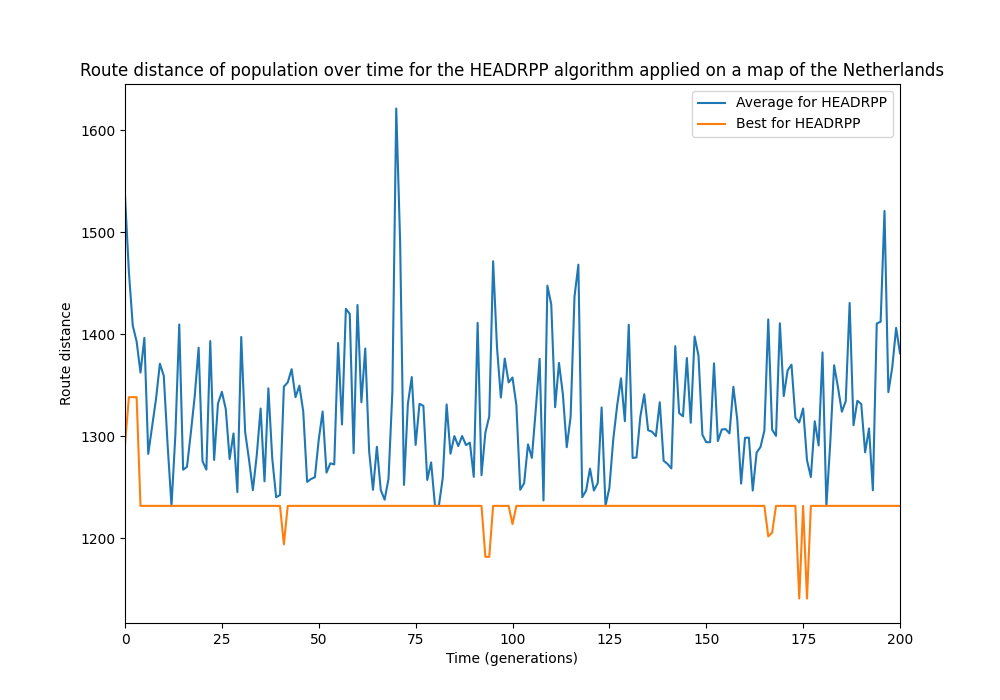 Route distance of population over time for the HEADRPP algorithm applied on a map of the Netherlands
Average for HEADRPP
Best for HEADRPP
Route distance
1600
1500
1400
1300
1200
0 25 50 75 100 125 150 175 200
Time (generations)